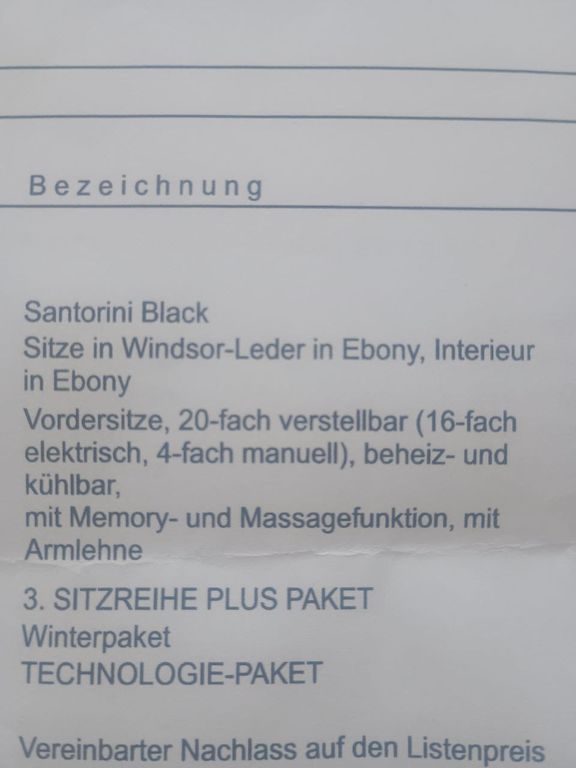 Bezeichnung
Santorini Black
Sitze in Windsor-Leder in Ebony, Interieur
in Ebony
Vordersitze, 20-fach verstellbar (16-fach
elektrisch, 4-fach manuell), beheiz- und
kühlbar,
mit Memory- und Massagefunktion, mit
Armlehne
3. SITZREIHE PLUS PAKET
Winterpaket
TECHNOLOGIE-PAKET
Vereinbarter Nachlass auf den Listenpreis